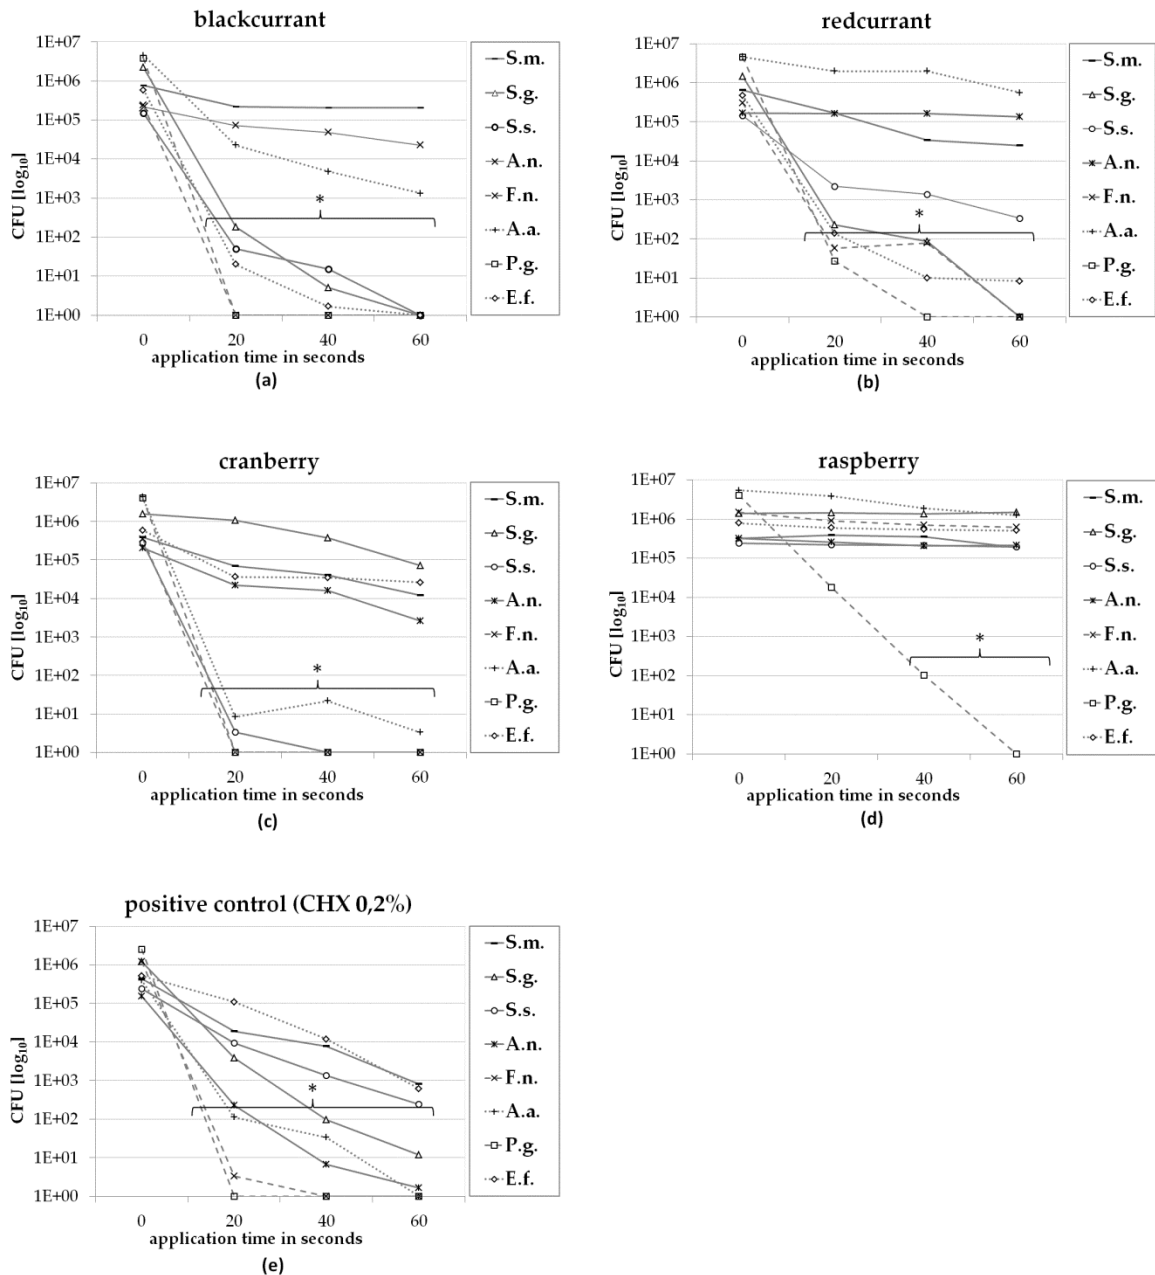 blackcurrant
CFU [log10]
1E+07
1E+06
1E+05
1E+04
1E+03
1E+02
1E+01
1E+00
*
0 20 40 60
application time in seconds
(a)
S.m.
S.g.
S.s.
A.n.
F.n.
A.a.
P.g.
E.f.
redcurrant
CFU [log10]
1E+07
1E+06
1E+05
1E+04
1E+03
1E+02
1E+01
1E+00
*
0 20 40 60
application time in seconds
(b)
S.m.
S.g.
S.s.
A.n.
F.n.
A.a.
P.g.
E.f.
cranberry
CFU [log10]
1E+07
1E+06
1E+05
1E+04
1E+03
1E+02
1E+01
1E+00
*
0 20 40 60
application time in seconds
(c)
S.m.
S.g.
S.s.
A.n.
F.n.
A.a.
P.g.
E.f.
raspberry
CFU [log10]
1E+07
1E+06
1E+05
1E+04
1E+03
1E+02
1E+01
1E+00
*
0 20 40 60
application time in seconds
(d)
S.m.
S.g.
S.s.
A.n.
F.n.
A.a.
P.g.
E.f.
positive control (CHX 0,2%)
CFU [log10]
1E+07
1E+06
1E+05
1E+04
1E+03
1E+02
1E+01
1E+00
*
0 20 40 60
application time in seconds
(e)
S.m.
S.g.
S.s.
A.n.
F.n.
A.a.
P.g.
E.f.